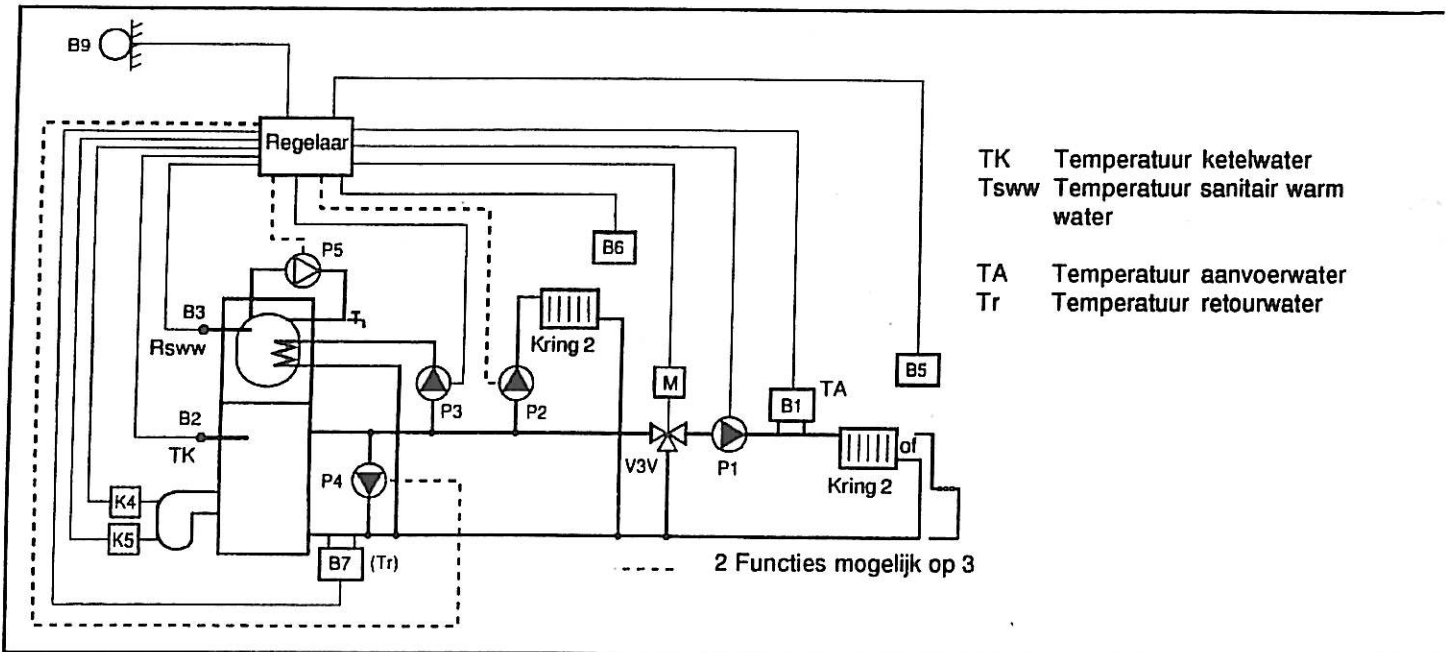 B9
Regelaar
TK Temperatuur ketelwater
Tsww Temperatuur sanitair warm
water
TA Temperatuur aanvoerwater
Tr Temperatuur retourwater
B6
P5
B3
Rsww
Kring 2
B5
M
B1
TA
P3
P2
B2
TK
V3V
P1
of
Kring 2
P4
K4
K5
B7
(Tr)
2 Functies mogelijk op 3